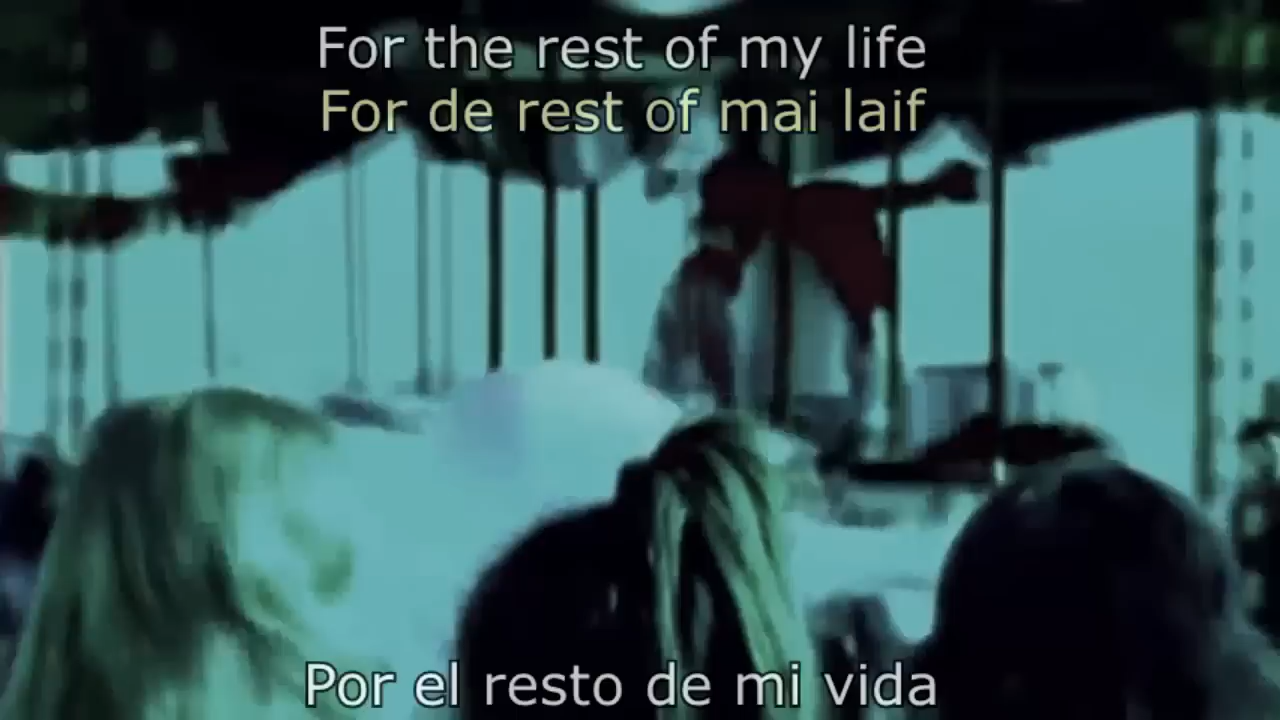 For the rest of my life
For de rest of mai laif
Por el resto de mi vida